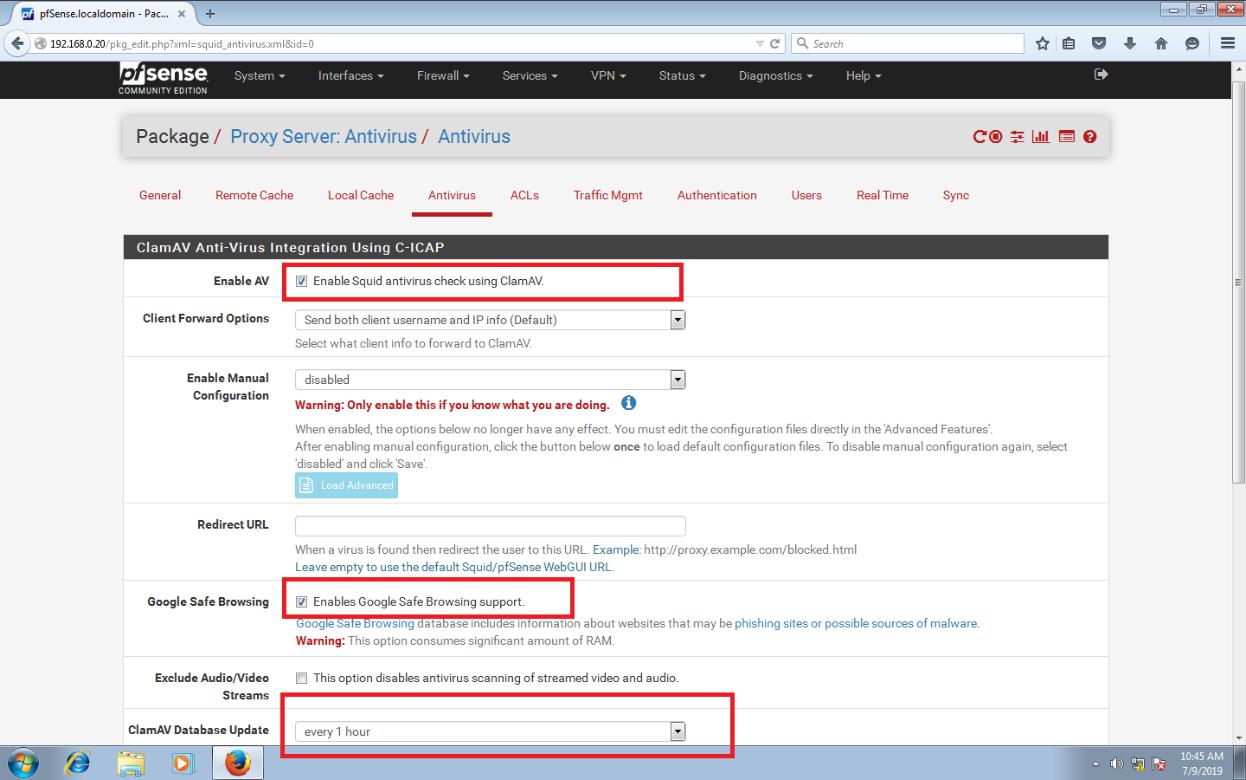 pfSense.localdomain - Pac...
192.168.0.20/pkg_edit.php?xml=squid_antivirus.xml&id=0
Search
pfsense
COMMUNITY EDITION
System Interfaces Firewall Services VPN Status Diagnostics Help
Package / Proxy Server: Antivirus / Antivirus
General Remote Cache Local Cache Antivirus ACLs Traffic Mgmt Authentication Users Real Time Sync
ClamAV Anti-Virus Integration Using C-ICAP
Enable AV Enable Squid antivirus check using ClamAV.
Client Forward Options Send both client username and IP info (Default)
Select what client info to forward to ClamAV.
Enable Manual Configuration disabled
Warning: Only enable this if you know what you are doing.
When enabled, the options below no longer have any effect. You must edit the configuration files directly in the 'Advanced Features'.
After enabling manual configuration, click the button below once to load default configuration files. To disable manual configuration again, select
'disabled' and click 'Save'.
Load Advanced
Redirect URL
When a virus is found then redirect the user to this URL. Example: http://proxy.example.com/blocked.html
Leave empty to use the default Squid/pfSense WebGUI URL.
Google Safe Browsing Enables Google Safe Browsing support.
Google Safe Browsing database includes information about websites that may be phishing sites or possible sources of malware.
Warning: This option consumes significant amount of RAM.
Exclude Audio/Video Streams This option disables antivirus scanning of streamed video and audio.
ClamAV Database Update every 1 hour
10:45 AM
7/9/2019